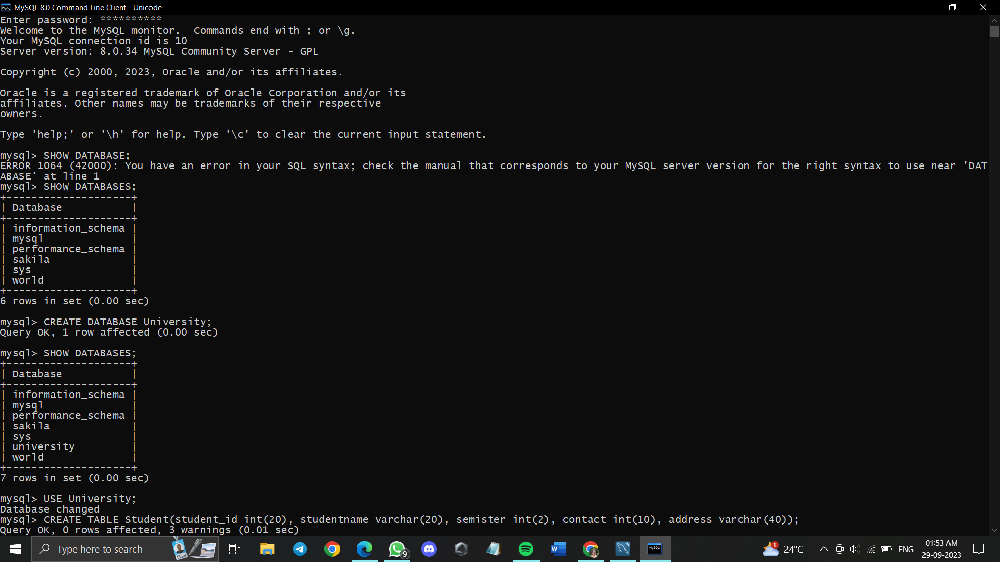 MySQL 8.0 Command Line Client - Unicode
Enter password: **********
Welcome to the MySQL monitor.  Commands end with ; or \g.
Your MySQL connection id is 10
Server version: 8.0.34 MySQL Community Server - GPL
Copyright (c) 2000, 2023, Oracle and/or its affiliates.
Oracle is a registered trademark of Oracle Corporation and/or its
affiliates. Other names may be trademarks of their respective
owners.
Type 'help;' or '\h' for help. Type '\c' to clear the current input statement.
mysql> SHOW DATABASE;
ERROR 1064 (42000): You have an error in your SQL syntax; check the manual that corresponds to your MySQL server version for the right syntax to use near 'DAT
ABASE' at line 1
mysql> SHOW DATABASES;
+--------------------+
| Database           |
+--------------------+
| information_schema |
| mysql              |
| performance_schema |
| sakila             |
| sys                |
| world              |
+--------------------+
6 rows in set (0.00 sec)
mysql> CREATE DATABASE University;
Query OK, 1 row affected (0.00 sec)
mysql> SHOW DATABASES;
+--------------------+
| Database           |
+--------------------+
| information_schema |
| mysql              |
| performance_schema |
| sakila             |
| sys                |
| university         |
| world              |
+--------------------+
7 rows in set (0.00 sec)
mysql> USE University;
Database changed
mysql> CREATE TABLE Student(student_id int(20), studentname varchar(20), semister int(2), contact int(10), address varchar(40));
Query OK, 0 rows affected, 3 warnings (0.01 sec)
Type here to search
9
W
MySQL
1
24°C
ENG
01:53 AM
29-09-2023